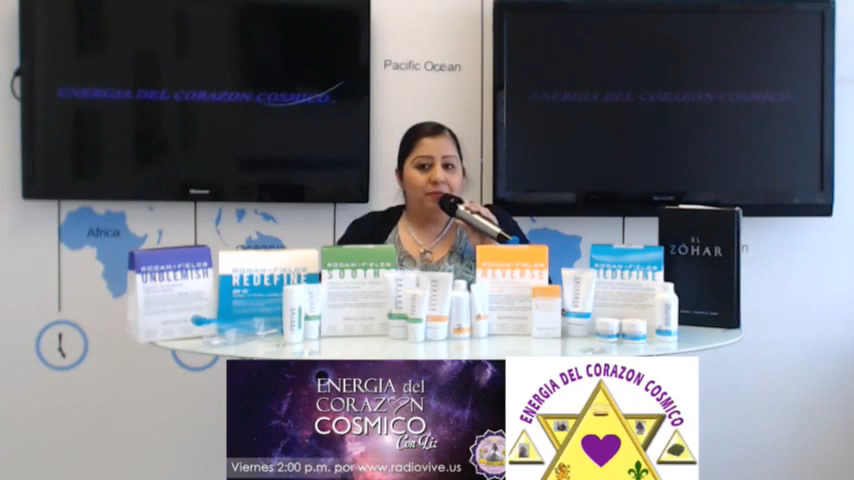 ENERGIA DEL CORAZON COSMICO
ENERGIA DEL CORAZON COSMICO
Pacific Ocean
Africa
Oceania
RODAN+FIELDS
UNBLEMISH
RODAN+FIELDS
REDEFINE
RODAN+FIELDS
SOOTHE
RODAN+FIELDS
REVERSE
RODAN+FIELDS
REDEFINE
EL
ZÓHAR
ENERGIA del
CORAZON
COSMICO
Con Liz
Viernes 2:00 p.m. por www.radiovive.us
ENERGIA DEL CORAZON COSMICO